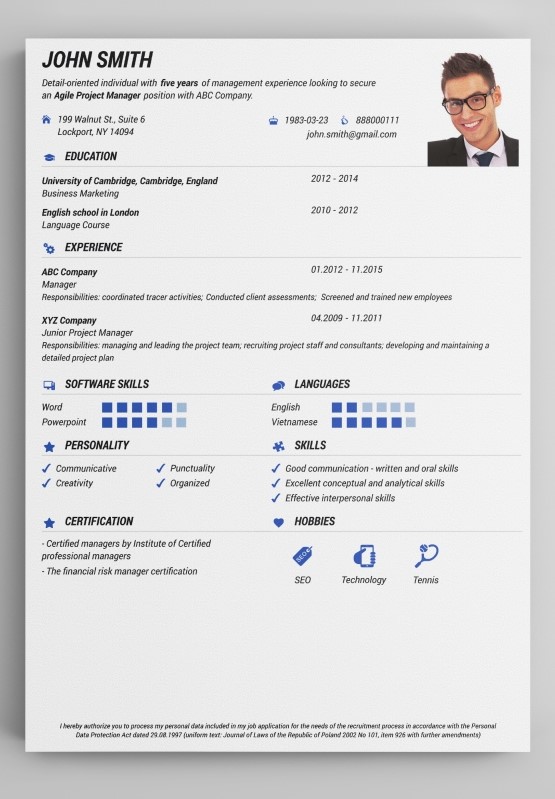 JOHN SMITH
Detail-oriented individual with five years of management experience looking to secure
an Agile Project Manager position with ABC Company.
199 Walnut St., Suite 6
Lockport, NY 14094
1983-03-23 888000111
john.smith@gmail.com
EDUCATION
University of Cambridge, Cambridge, England 2012 - 2014
Business Marketing
English school in London 2010 - 2012
Language Course
EXPERIENCE
ABC Company 01.2012 - 11.2015
Manager
Responsibilities: coordinated tracer activities; Conducted client assessments; Screened and trained new employees
XYZ Company 04.2009 - 11.2011
Junior Project Manager
Responsibilities: managing and leading the project team; recruiting project staff and consultants; developing and maintaining a
detailed project plan
SOFTWARE SKILLS
Word
Powerpoint
LANGUAGES
English
Vietnamese
PERSONALITY
Communicative Punctuality
Creativity Organized
SKILLS
Good communication - written and oral skills
Excellent conceptual and analytical skills
Effective interpersonal skills
CERTIFICATION
- Certified managers by Institute of Certified
professional managers
- The financial risk manager certification
HOBBIES
SEO
SEO Technology Tennis
I hereby authorize you to process my personal data included in my job application for the needs of the recruitment process in accordance with the Personal
Data Protection Act dated 29.08.1997 (uniform text: Journal of Laws of the Republic of Poland 2002 No 101, item 926 with further amendments)